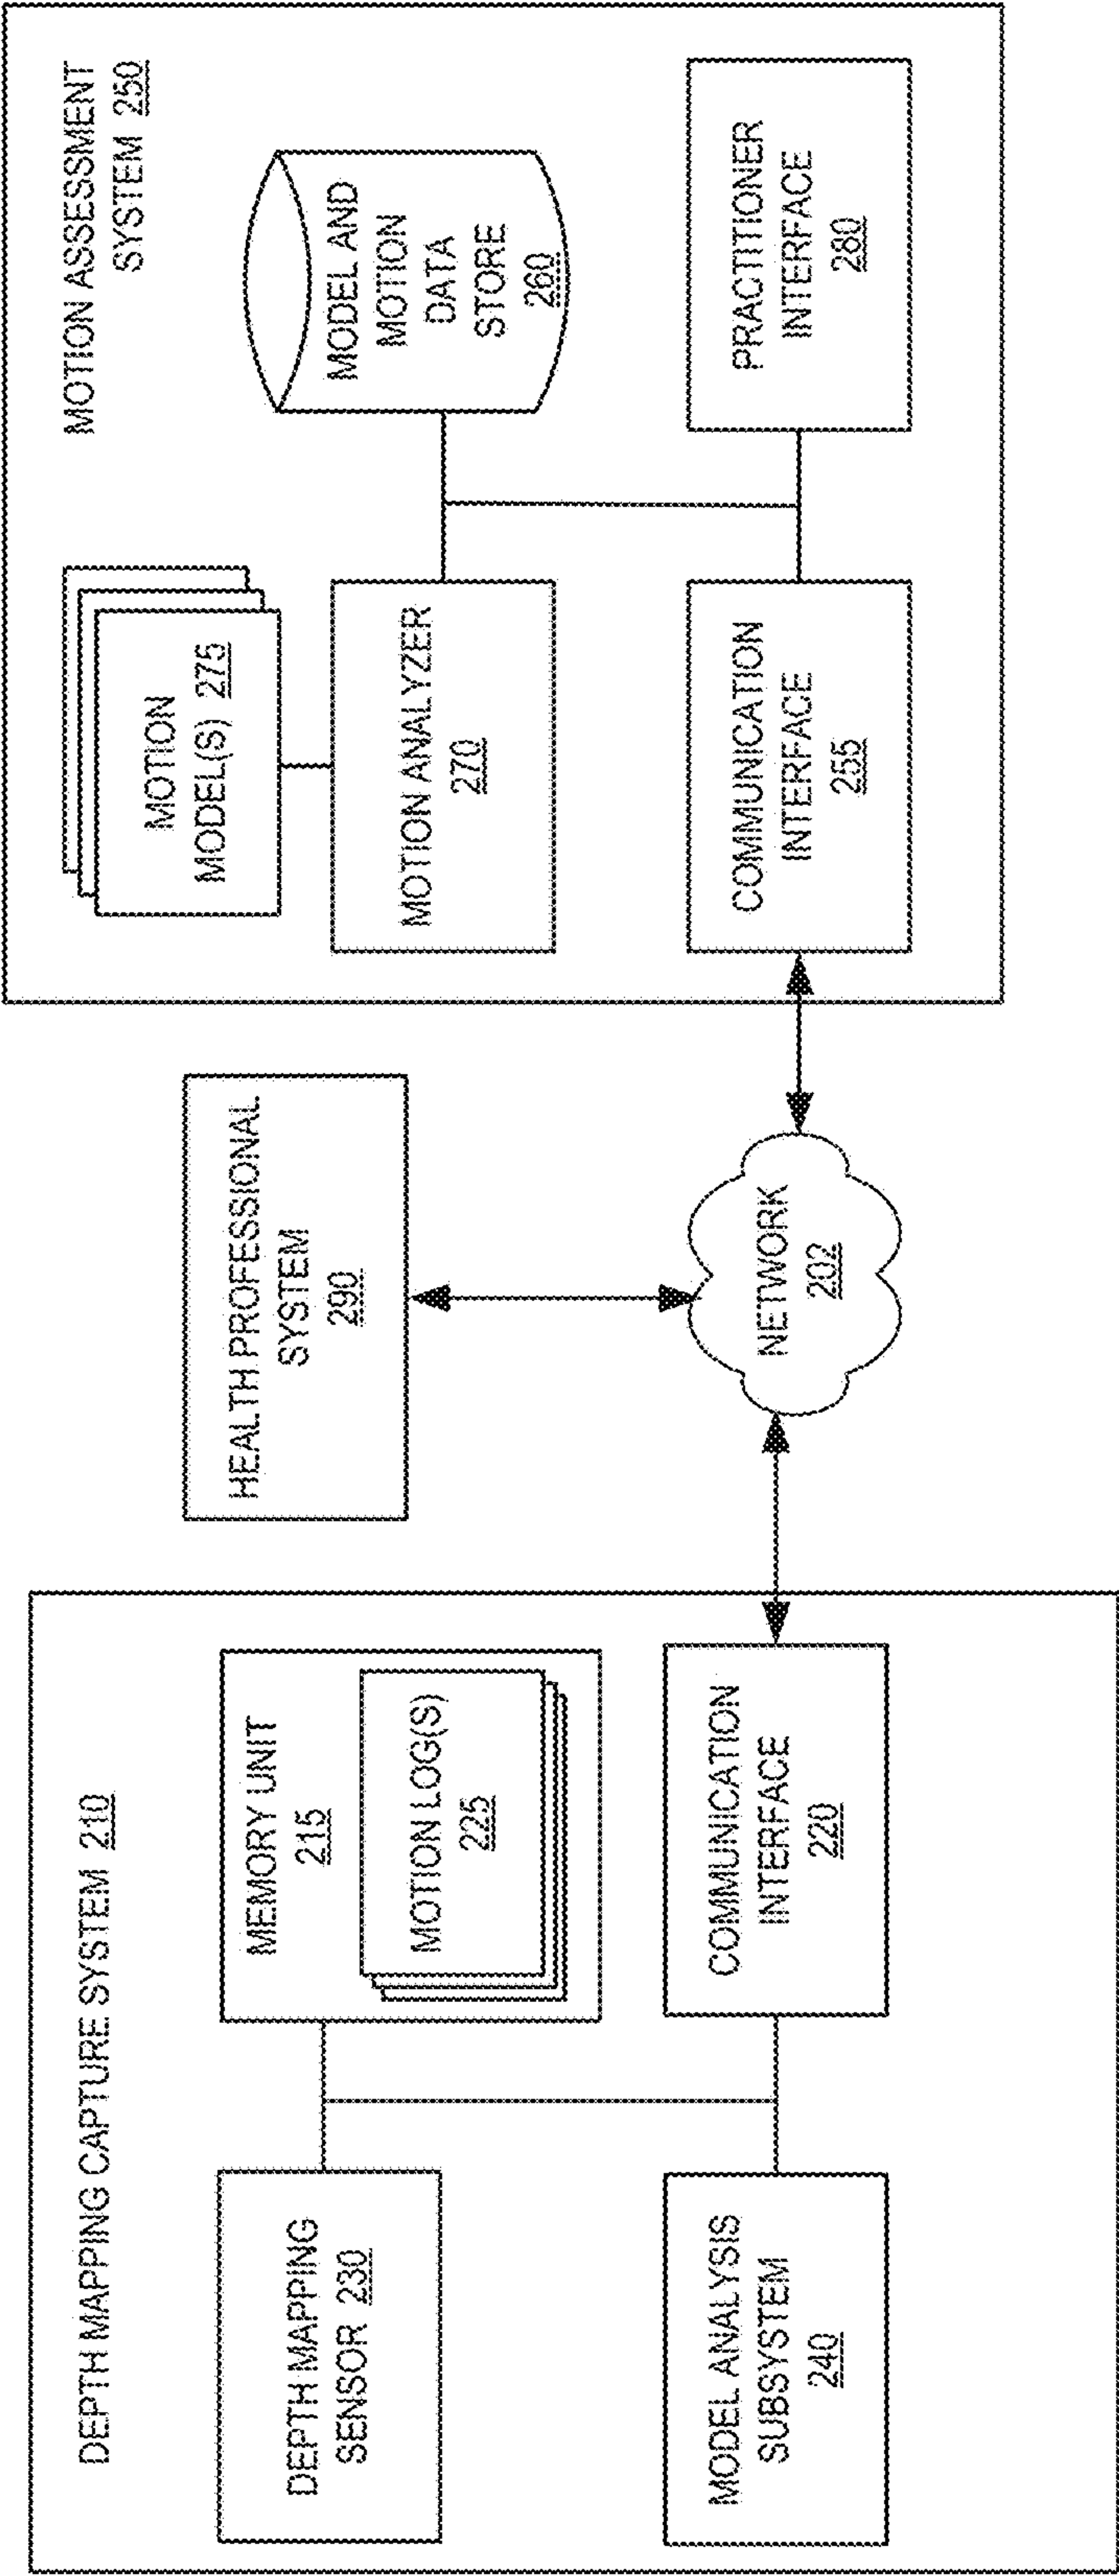 DEPTH MAPPING CAPTURE SYSTEM 210
DEPTH MAPPING
SENSOR 230
MEMORY UNIT
215
MOTION LOG(S)
225
MODEL ANALYSIS
SUBSYSTEM
240
COMMUNICATION
INTERFACE
220
HEALTH PROFESSIONAL
SYSTEM
290
NETWORK
202
MOTION ASSESSMENT
SYSTEM 250
MOTION
MODEL(S) 275
MOTION ANALYZER
270
MODEL AND
MOTION
DATA
STORE
260
COMMUNICATION
INTERFACE
255
PRACTITIONER
INTERFACE
280